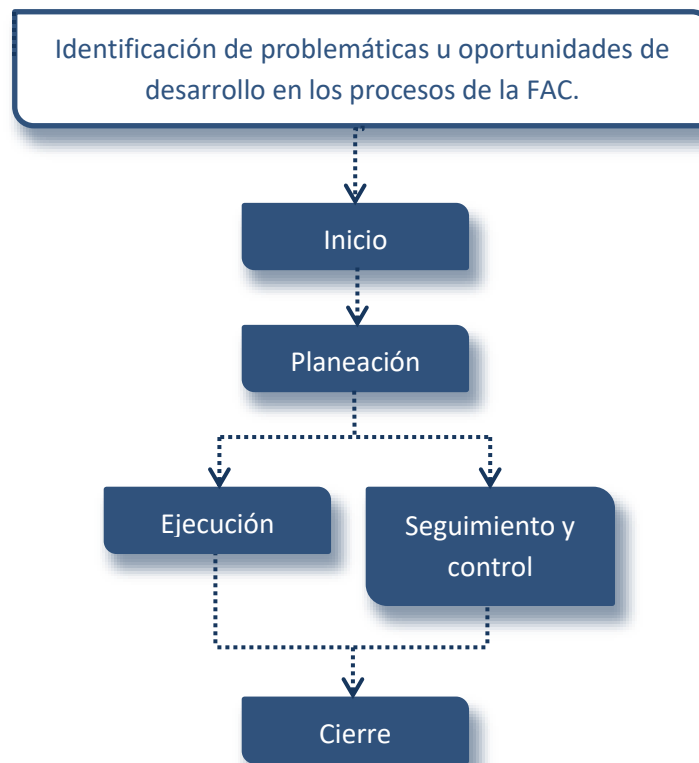 Identificación de problemáticas u oportunidades de
desarrollo en los procesos de la FAC.
Inicio
Planeación
Ejecución
Seguimiento y
control
Cierre